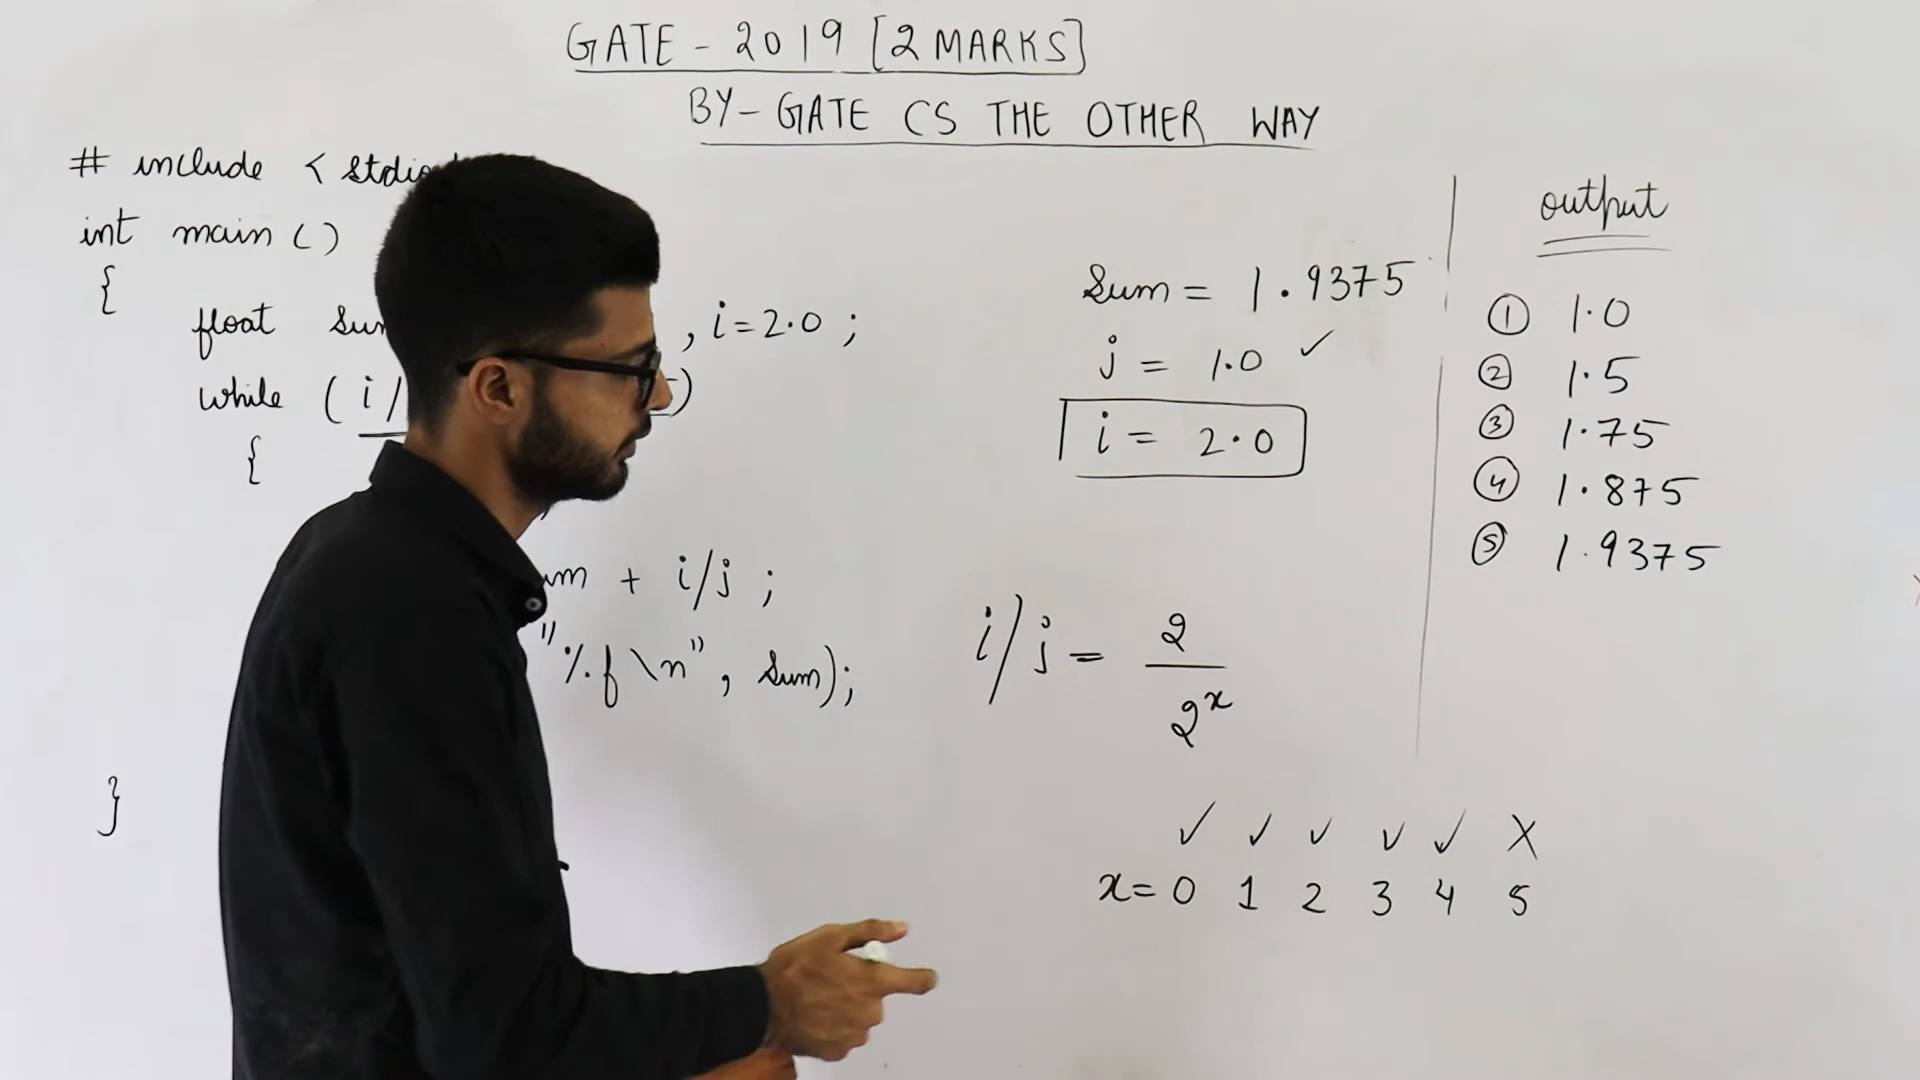 GATE - 2019 [2 MARKS]
BY- GATE CS THE OTHER WAY
# include <
int main ()
{
float , i=2.0 ;
while ( i/ )
{
+ i/j ;
"%f \n", sum);
}
sum = 1.9375
j = 1.0 ✓
i = 2.0
i/j = 2
2^x
✓ ✓ ✓ ✓ ✓ X
x= 0 1 2 3 4 5
output
① 1.0
② 1.5
③ 1.75
④ 1.875
⑤ 1.9375